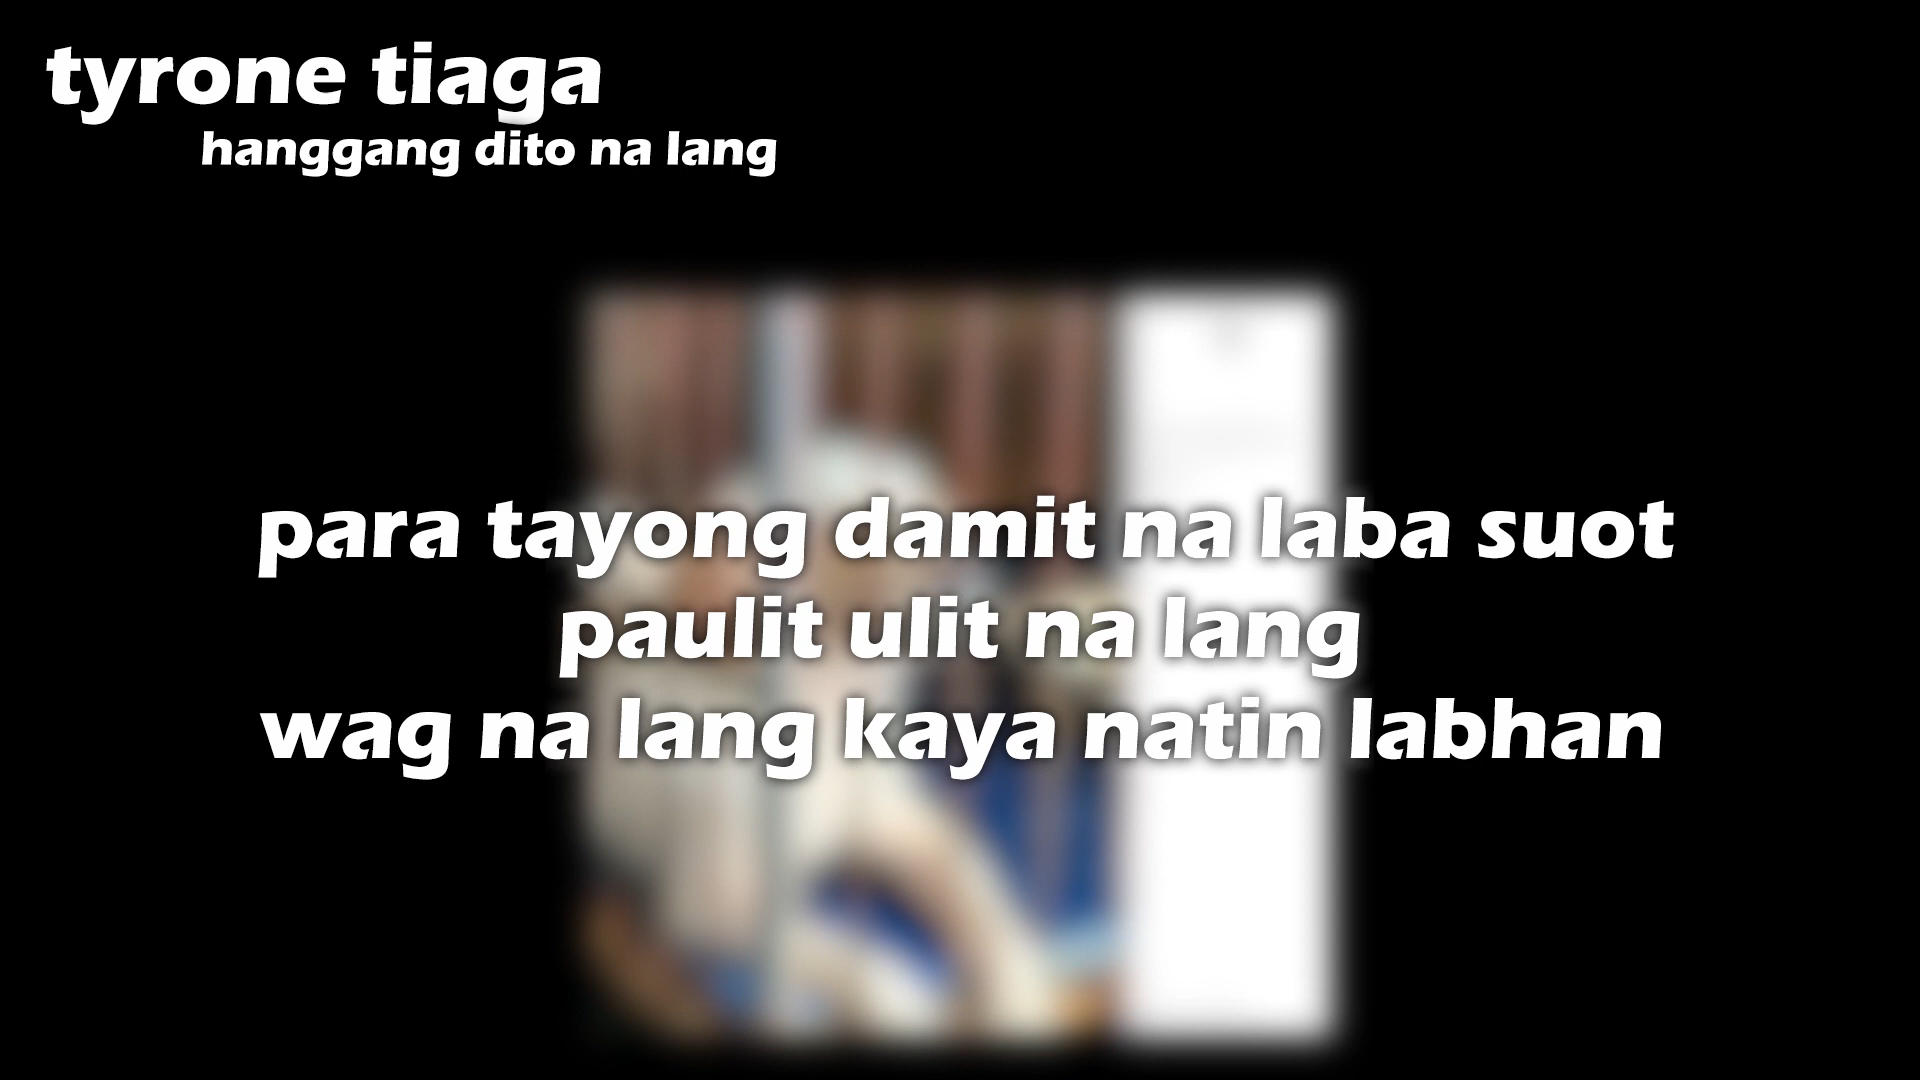 tyrone tiaga
hanggang dito na lang
para tayong damit na laba suot
paulit ulit na lang
wag na lang kaya natin labhan